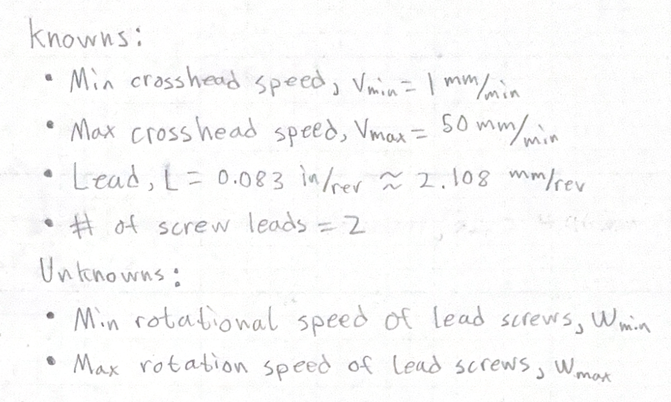 knowns:
• Min crosshead speed, Vmin = 1 mm/min
• Max crosshead speed, Vmax = 50 mm/min
• Lead, L = 0.083 in/rev ≈ 2.108 mm/rev
• # of screw leads = 2
Unknowns:
• Min rotational speed of lead screws, Wmin
• Max rotation speed of lead screws, Wmax